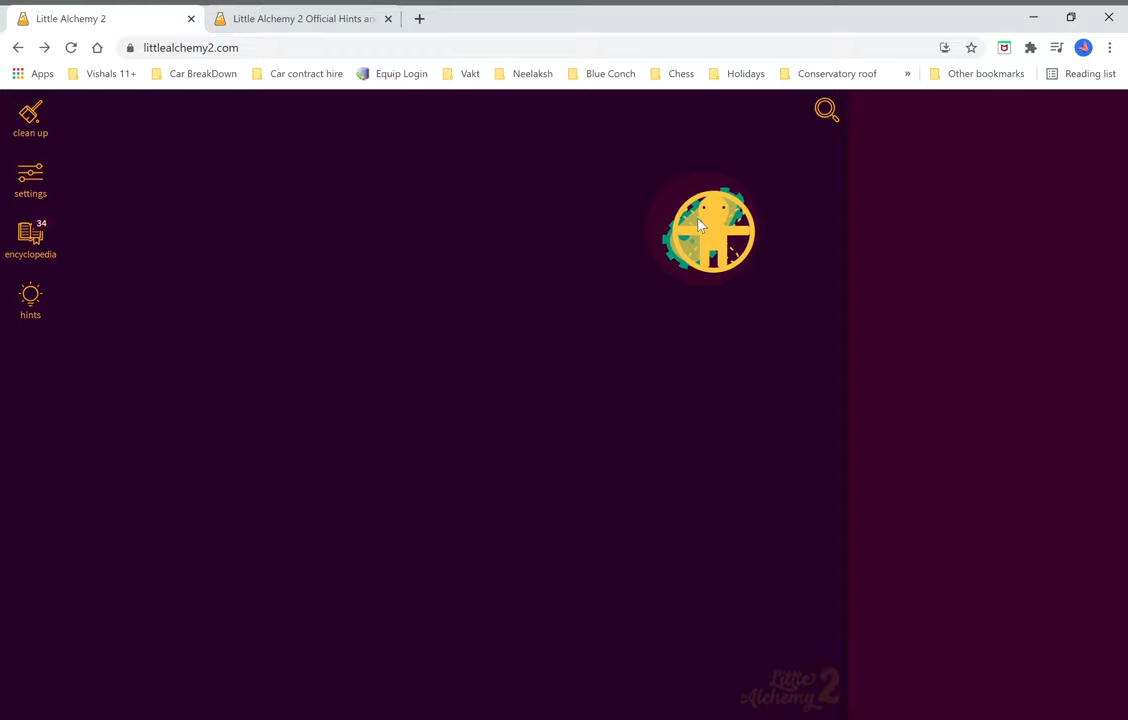 Little Alchemy 2
Little Alchemy 2 Official Hints an
littlealchemy2.com
Apps
Vishals 11+
Car BreakDown
Car contract hire
Equip Login
Vakt
Neelaksh
Blue Conch
Chess
Holidays
Conservatory roof
»
Other bookmarks
Reading list
clean up
settings
34
encyclopedia
hints
Little
Alchemy 2